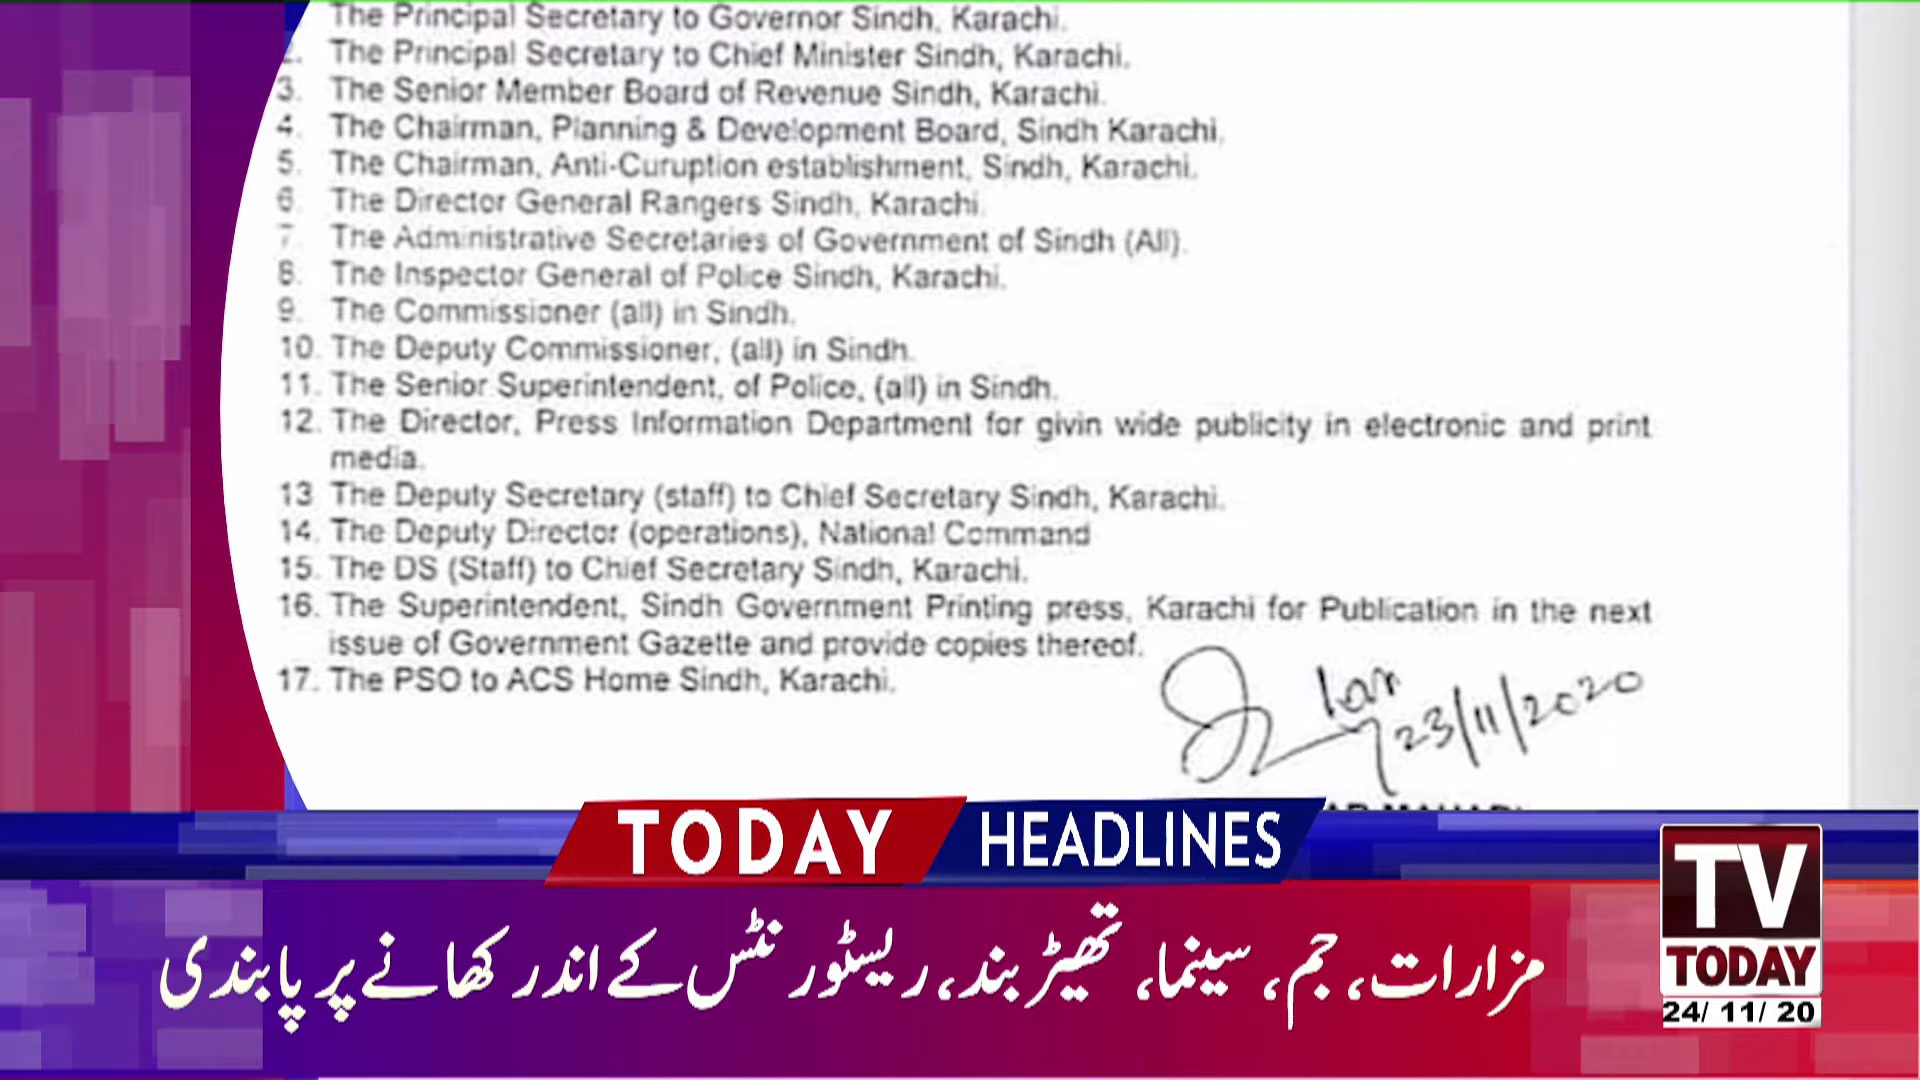 The Principal Secretary to Governor Sindh, Karachi.
2. The Principal Secretary to Chief Minister Sindh, Karachi.
3. The Senior Member Board of Revenue Sindh, Karachi.
4. The Chairman, Planning & Development Board, Sindh Karachi.
5. The Chairman, Anti-Curuption establishment, Sindh, Karachi.
6. The Director General Rangers Sindh, Karachi.
7. The Administrative Secretaries of Government of Sindh (All).
8. The Inspector General of Police Sindh, Karachi.
9. The Commissioner (all) in Sindh.
10. The Deputy Commissioner, (all) in Sindh.
11. The Senior Superintendent, of Police, (all) in Sindh.
12. The Director, Press Information Department for givin wide publicity in electronic and print
media.
13 The Deputy Secretary (staff) to Chief Secretary Sindh, Karachi.
14. The Deputy Director (operations), National Command
15. The DS (Staff) to Chief Secretary Sindh, Karachi.
16. The Superintendent, Sindh Government Printing press, Karachi for Publication in the next
issue of Government Gazette and provide copies thereof.
17. The PSO to ACS Home Sindh, Karachi.
23/11/2020
TODAY HEADLINES
مزارات، جم، سینما، تھیٹر بند، ریسٹورنٹس کے اندر کھانے پر پابندی
TV
TODAY
24/ 11/ 20